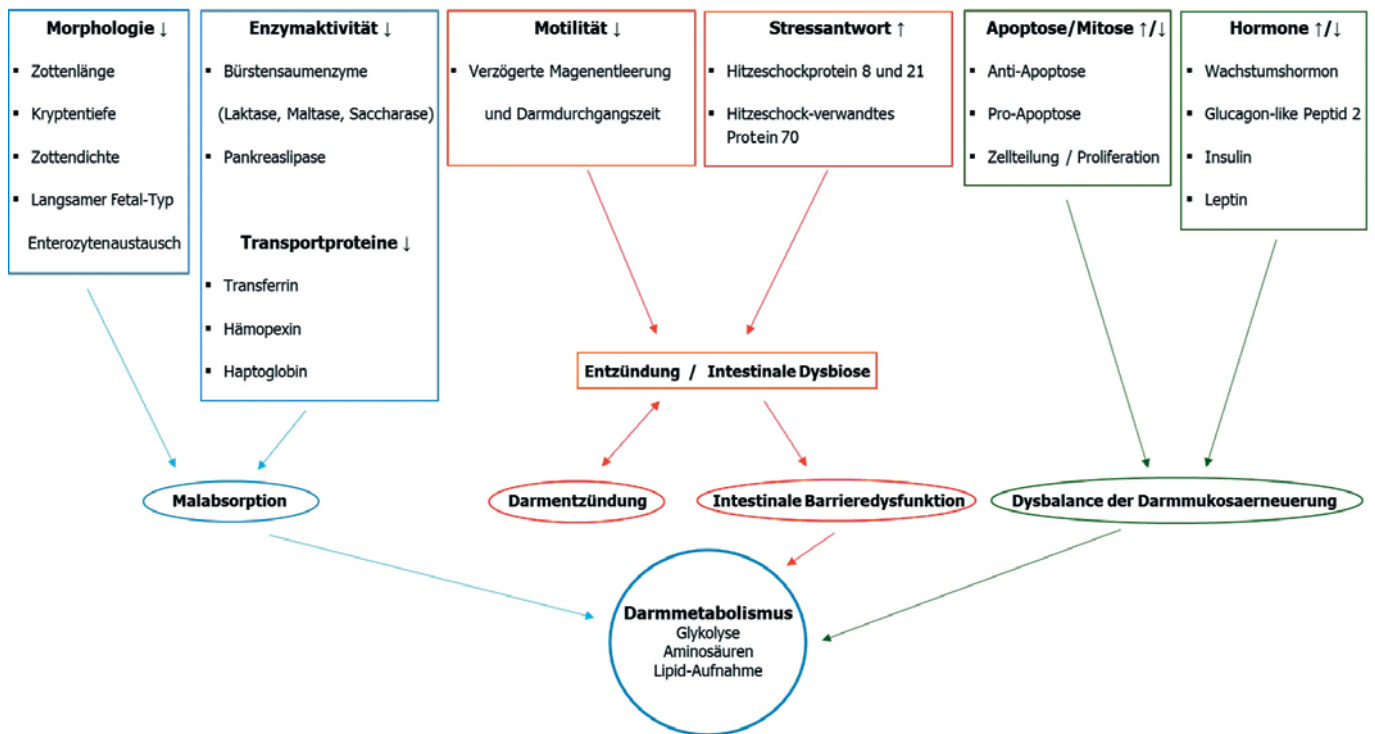 Morphologie ↓
▪ Zottenlänge
▪ Kryptentiefe
▪ Zottendichte
▪ Langsamer Fetal-Typ
Enterozytenaustausch
Enzymaktivität ↓
▪ Bürstensaumenzyme
(Laktase, Maltase, Saccharase)
▪ Pankreaslipase
Transportproteine ↓
▪ Transferrin
▪ Hämopexin
▪ Haptoglobin
Motilität ↓
▪ Verzögerte Magenentleerung
und Darmdurchgangszeit
Stressantwort ↑
▪ Hitzeschockprotein 8 und 21
▪ Hitzeschock-verwandtes
Protein 70
Apoptose/Mitose ↑/↓
▪ Anti-Apoptose
▪ Pro-Apoptose
▪ Zellteilung / Proliferation
Hormone ↑/↓
▪ Wachstumshormon
▪ Glucagon-like Peptid 2
▪ Insulin
▪ Leptin
Entzündung / Intestinale Dysbiose
Malabsorption
Darmentzündung
Intestinale Barrieredysfunktion
Dysbalance der Darmmukosaerneuerung
Darmmetabolismus
Glykolyse
Aminosäuren
Lipid-Aufnahme